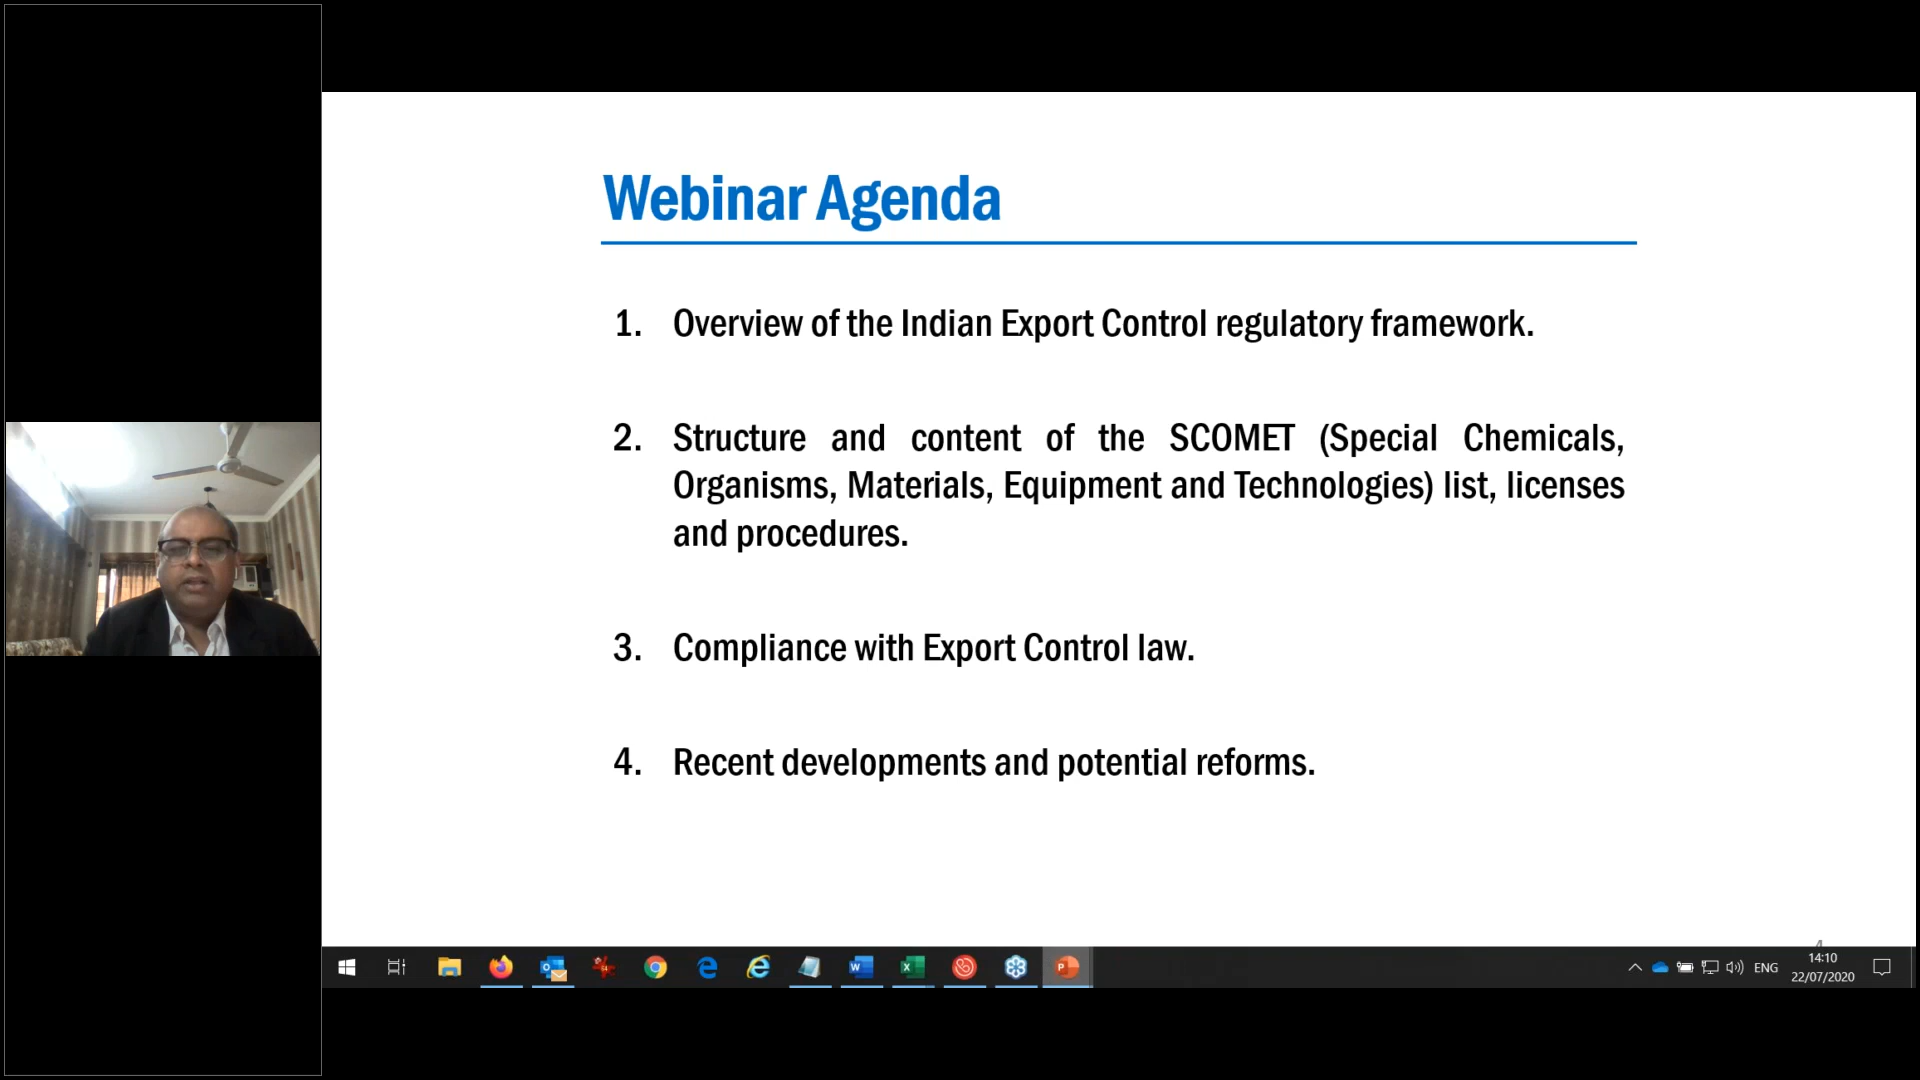 Webinar Agenda
1. Overview of the Indian Export Control regulatory framework.
2. Structure and content of the SCOMET (Special Chemicals,
Organisms, Materials, Equipment and Technologies) list, licenses
and procedures.
3. Compliance with Export Control law.
4. Recent developments and potential reforms.
ENG
14:10
22/07/2020